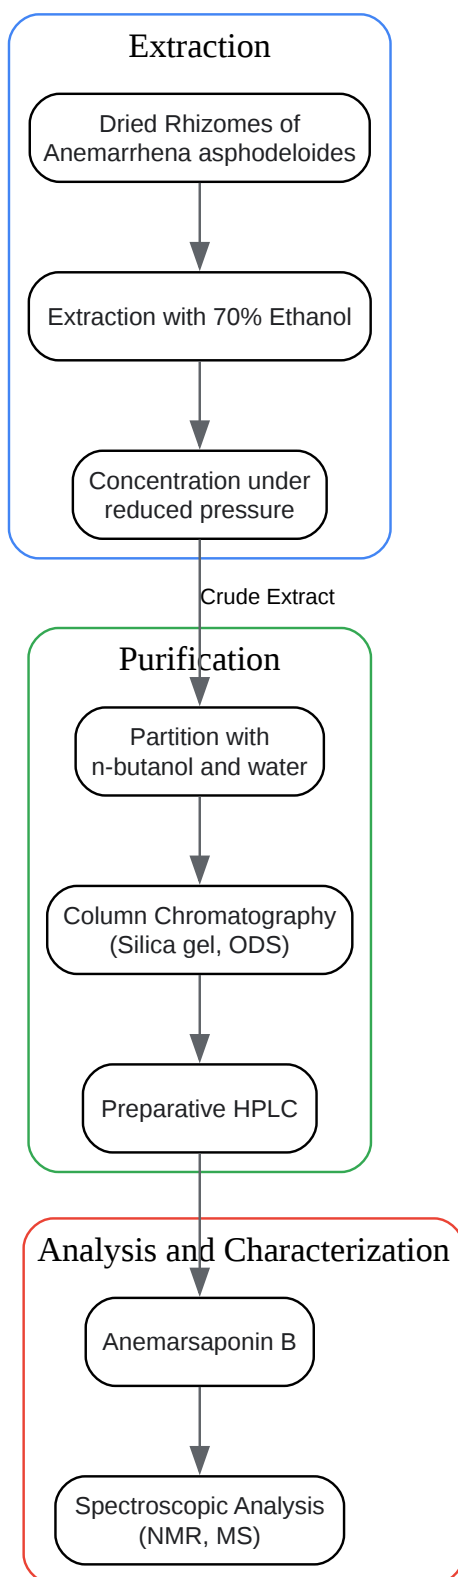 Extraction
Dried Rhizomes of
Anemarrhena asphodeloides
Extraction with 70% Ethanol
Concentration under
reduced pressure
Crude Extract
Purification
Partition with
n-butanol and water
Column Chromatography
(Silica gel, ODS)
Preparative HPLC
Analysis and Characterization
Anemarsaponin B
Spectroscopic Analysis
(NMR, MS)